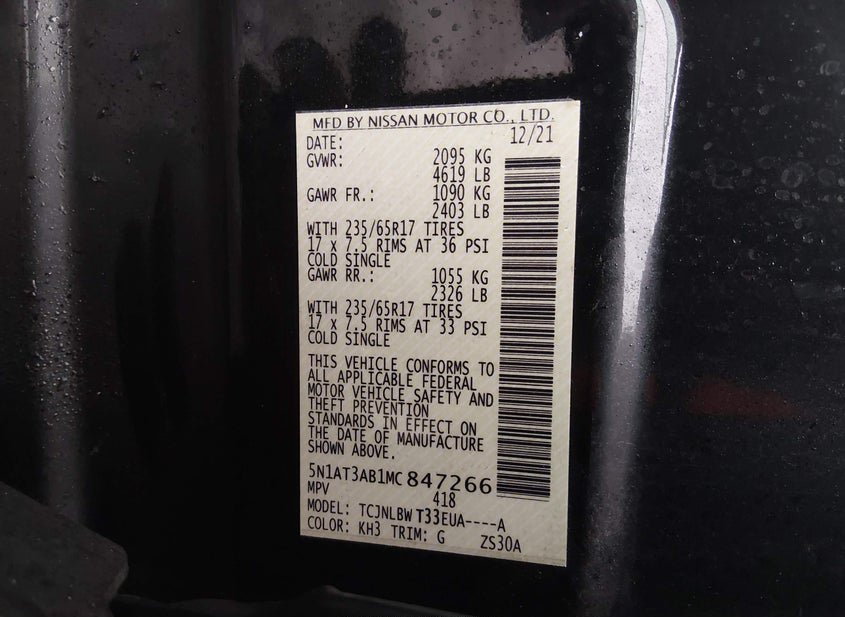 MFD BY NISSAN MOTOR CO., LTD.
DATE: 12/21
GVWR: 2095 KG
4619 LB
GAWR FR.: 1090 KG
2403 LB
WITH 235/65R17 TIRES
17 x 7.5 RIMS AT 36 PSI
COLD SINGLE
GAWR RR.: 1055 KG
2326 LB
WITH 235/65R17 TIRES
17 x 7.5 RIMS AT 33 PSI
COLD SINGLE
THIS VEHICLE CONFORMS TO
ALL APPLICABLE FEDERAL
MOTOR VEHICLE SAFETY AND
THEFT PREVENTION
STANDARDS IN EFFECT ON
THE DATE OF MANUFACTURE
SHOWN ABOVE.
5N1AT3AB1MC 847266
MPV 418
MODEL: TCJNLBW T33EUA----A
COLOR: KH3 TRIM: G ZS30A